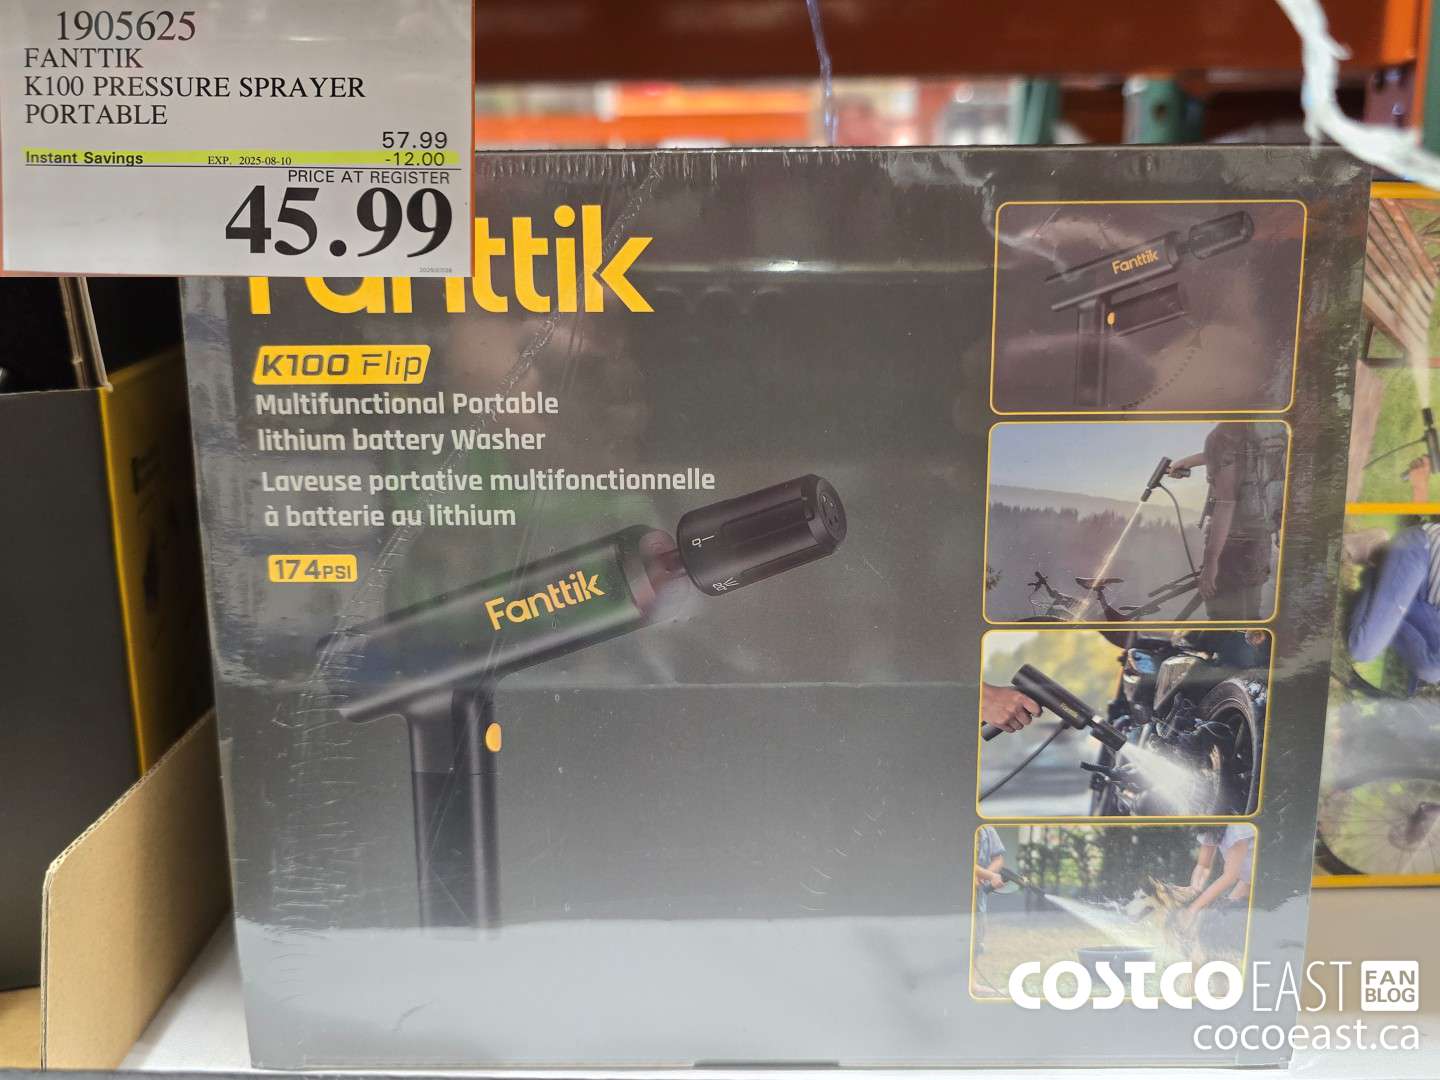 1905625
FANTTIK
K100 PRESSURE SPRAYER
PORTABLE
57.99
Instant Savings EXP. 2025-08-10 -12.00
PRICE AT REGISTER
45.99
Fanttik
K100 Flip
Multifunctional Portable
lithium battery Washer
Laveuse portative multifonctionnelle
à batterie au lithium
174PSI
Fanttik
Fanttik
COSTCO EAST FAN BLOG
cocoeast.ca